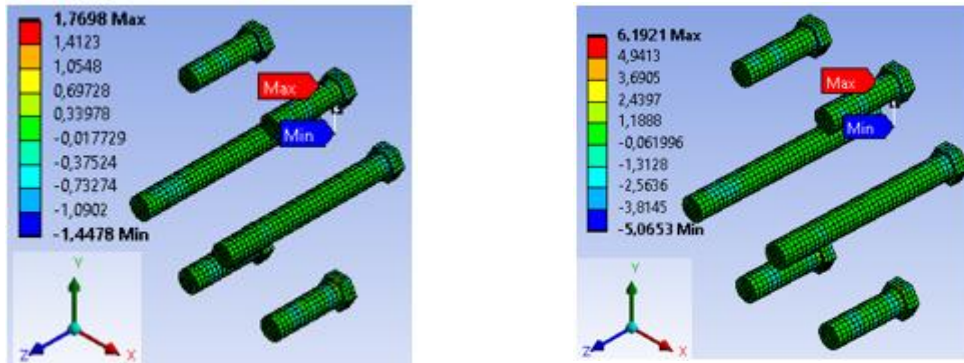 1,7698 Max
1,4123
1,0548
0,69728
0,33978
-0,017729
-0,37524
-0,73274
-1,0902
-1,4478 Min
Max
Min
Y
Z
X
6,1921 Max
4,9413
3,6905
2,4397
1,1888
-0,061996
-1,3128
-2,5636
-3,8145
-5,0653 Min
Max
Min
Y
Z
X